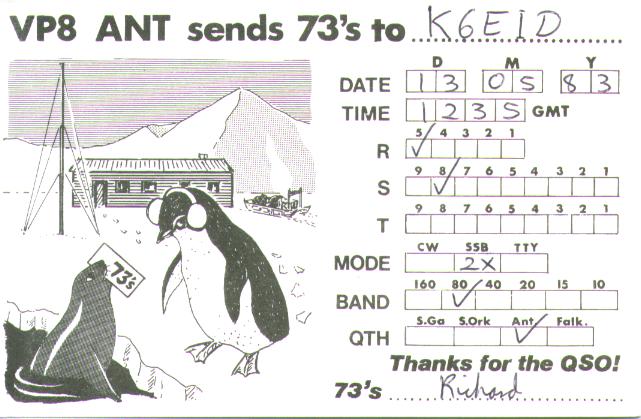 VP8 ANT sends 73's to K6EID
D M Y
DATE 13 05 83
TIME 1235 GMT
5 4 3 2 1
R ✓
9 8 7 6 5 4 3 2 1
S ✓
9 8 7 6 5 4 3 2 1
T
CW SSB TTY
MODE 2X
160 80 40 20 15 10
BAND ✓
S.Ga S.Ork Ant Falk.
QTH ✓
73's
Thanks for the QSO!
73's Richard